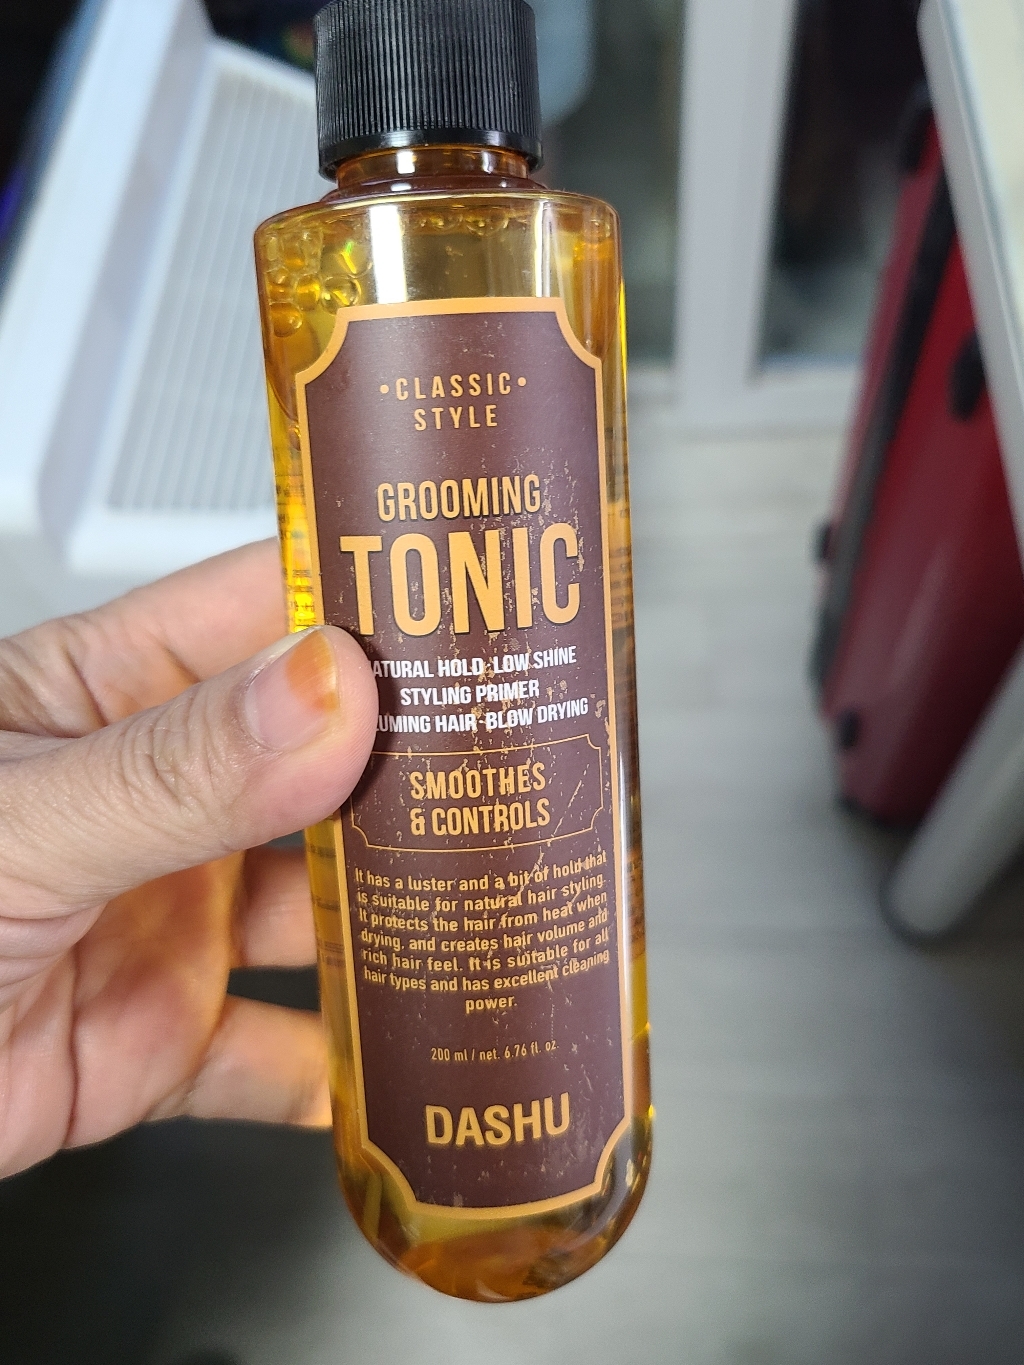 •CLASSIC•
STYLE
GROOMING
TONIC
ATURAL HOLD, LOW SHINE
STYLING PRIMER
UMING HAIR-BLOW DRYING
SMOOTHES
& CONTROLS
It has a luster and a bit of hold that
is suitable for natural hair styling.
It protects the hair from heat when
drying, and creates hair volume and
rich hair feel. It is suitable for all
hair types and has excellent cleaning
power.
200 ml / net. 6.76 fl. oz.
DASHU